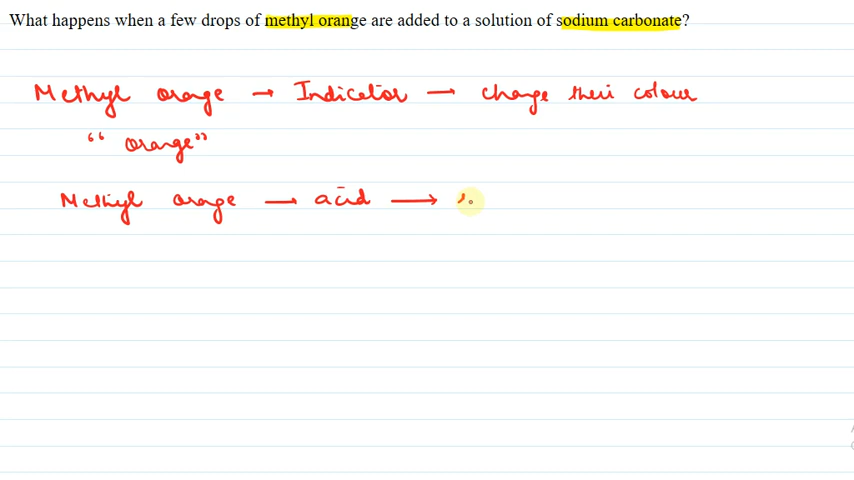 What happens when a few drops of methyl orange are added to a solution of sodium carbonate?
Methyl orange → Indicator → change their colour
“ orange ”
Methyl orange → acid →